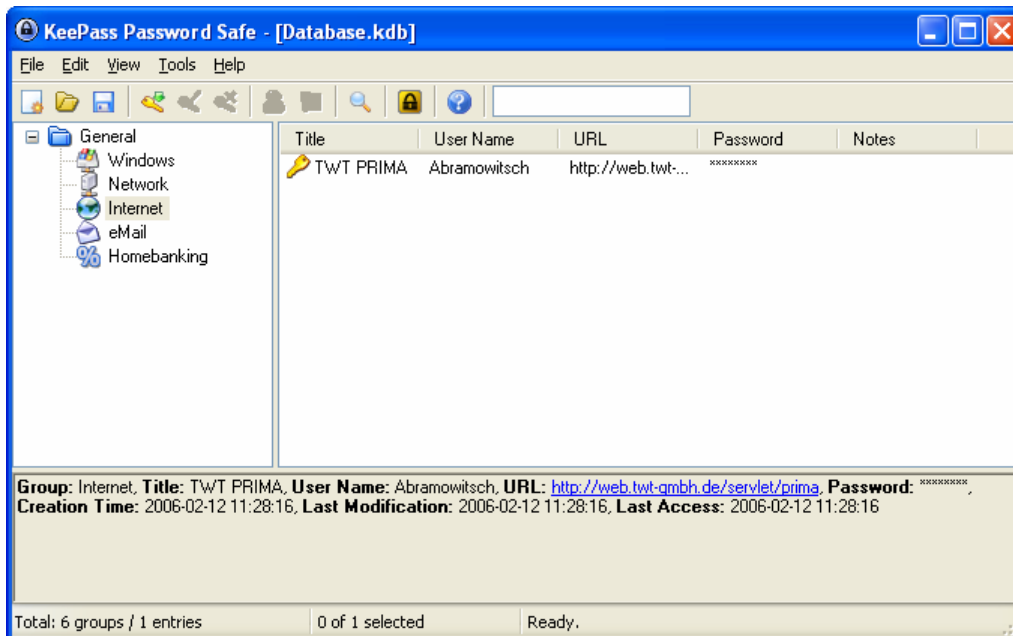 KeePass Password Safe - [Database.kdb]
File Edit View Tools Help
General
Windows
Network
Internet
eMail
Homebanking
Title User Name URL Password Notes
TWT PRIMA Abramowitsch http://web.twt-... ********
Group: Internet, Title: TWT PRIMA, User Name: Abramowitsch, URL: http://web.twt-gmbh.de/servlet/prima, Password: ********,
Creation Time: 2006-02-12 11:28:16, Last Modification: 2006-02-12 11:28:16, Last Access: 2006-02-12 11:28:16
Total: 6 groups / 1 entries 0 of 1 selected Ready.